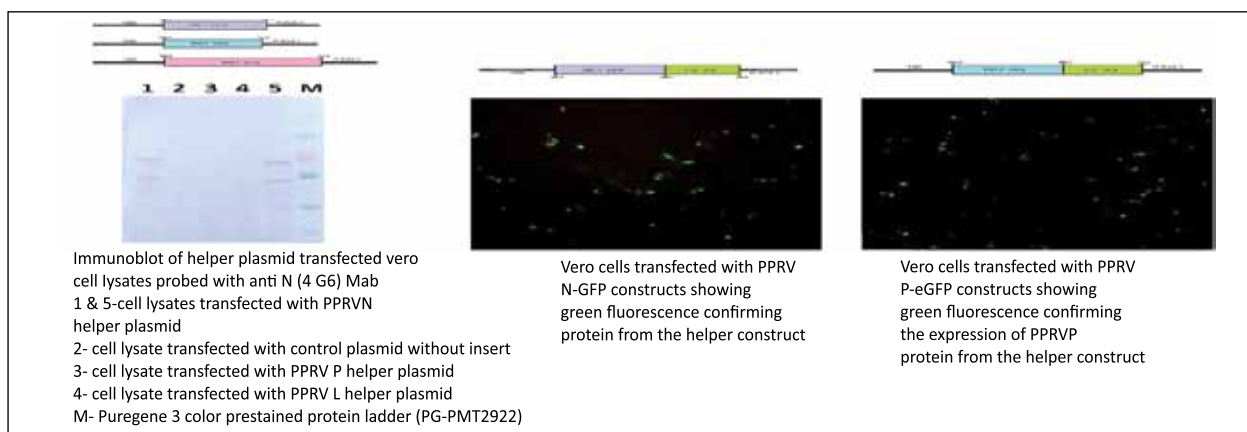 1 2 3 4 5 M
Immunoblot of helper plasmid transfected vero
cell lysates probed with anti N (4 G6) Mab
1 & 5-cell lysates transfected with PPRVN
helper plasmid
2- cell lysate transfected with control plasmid without insert
3- cell lysate transfected with PPRV P helper plasmid
4- cell lysate transfected with PPRV L helper plasmid
M- Puregene 3 color prestained protein ladder (PG-PMT2922)
Vero cells transfected with PPRV
N-GFP constructs showing
green fluorescence confirming
protein from the helper construct
Vero cells transfected with PPRV
P-eGFP constructs showing
green fluorescence confirming
the expression of PPRVP
protein from the helper construct